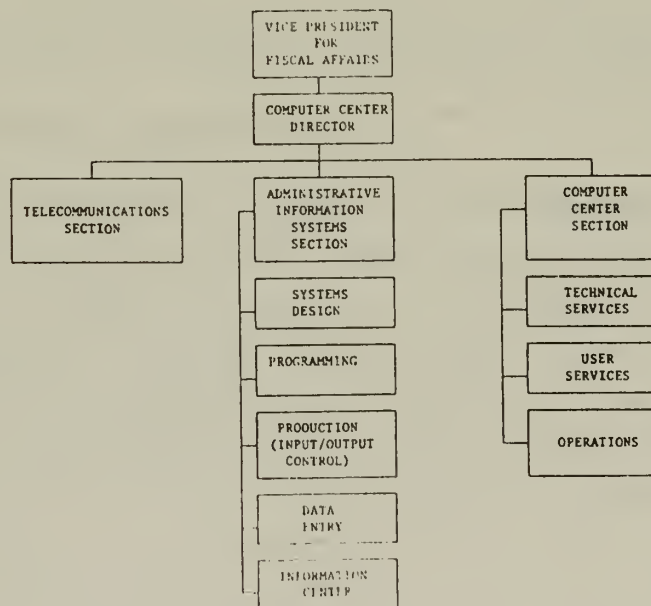 VICE PRESIDENT
FOR
FISCAL AFFAIRS
COMPUTER CENTER
DIRECTOR
TELECOMMUNICATIONS
SECTION
ADMINISTRATIVE
INFORMATION
SYSTEMS
SECTION
SYSTEMS
DESIGN
PROGRAMMING
PRODUCTION
(INPUT/OUTPUT
CONTROL)
DATA
ENTRY
INFORMATION
CENTER
COMPUTER
CENTER
SECTION
TECHNICAL
SERVICES
USER
SERVICES
OPERATIONS